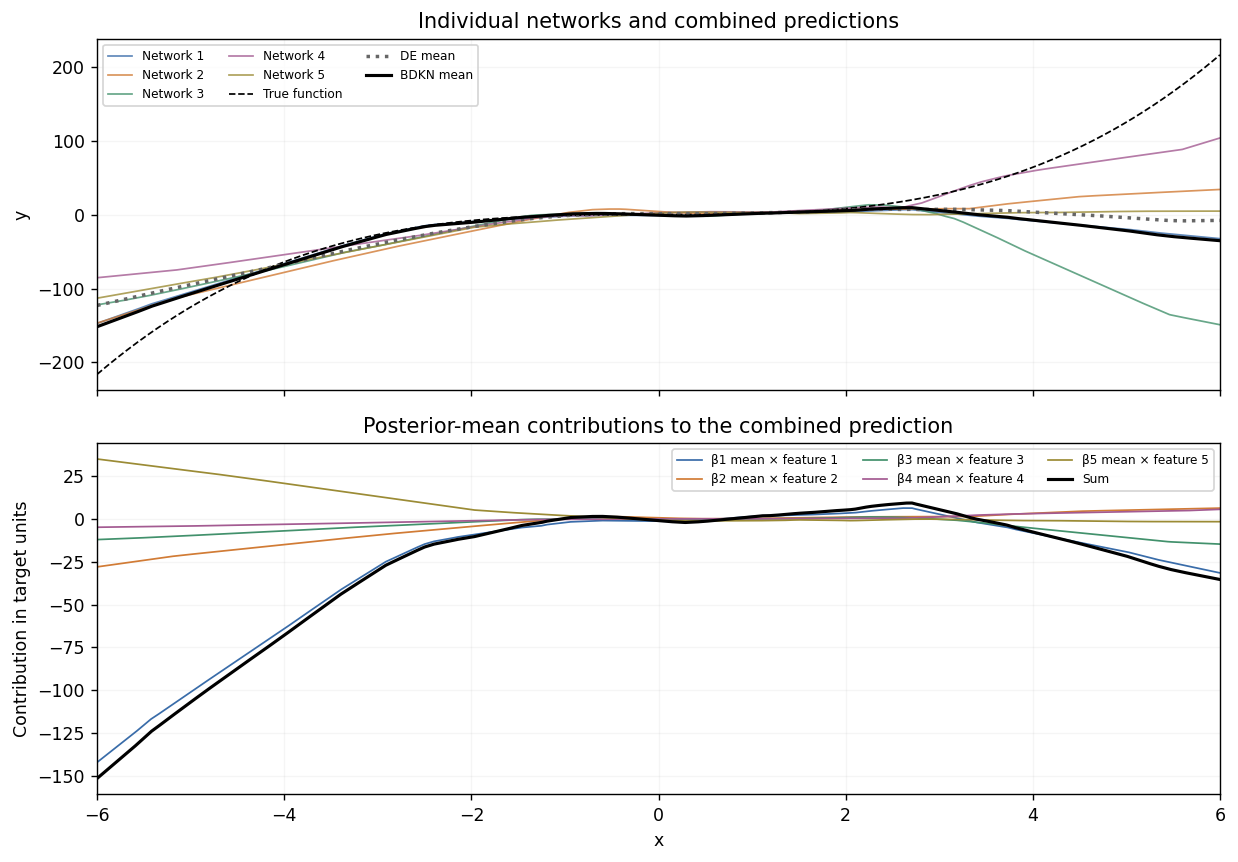 Individual networks and combined predictions
Network 1
Network 2
Network 3
Network 4
Network 5
True function
DE mean
BDKN mean
200
100
0
−100
−200
y
Posterior-mean contributions to the combined prediction
β1 mean × feature 1
β2 mean × feature 2
β3 mean × feature 3
β4 mean × feature 4
β5 mean × feature 5
Sum
25
0
−25
−50
−75
−100
−125
−150
Contribution in target units
−6 −4 −2 0 2 4 6
x